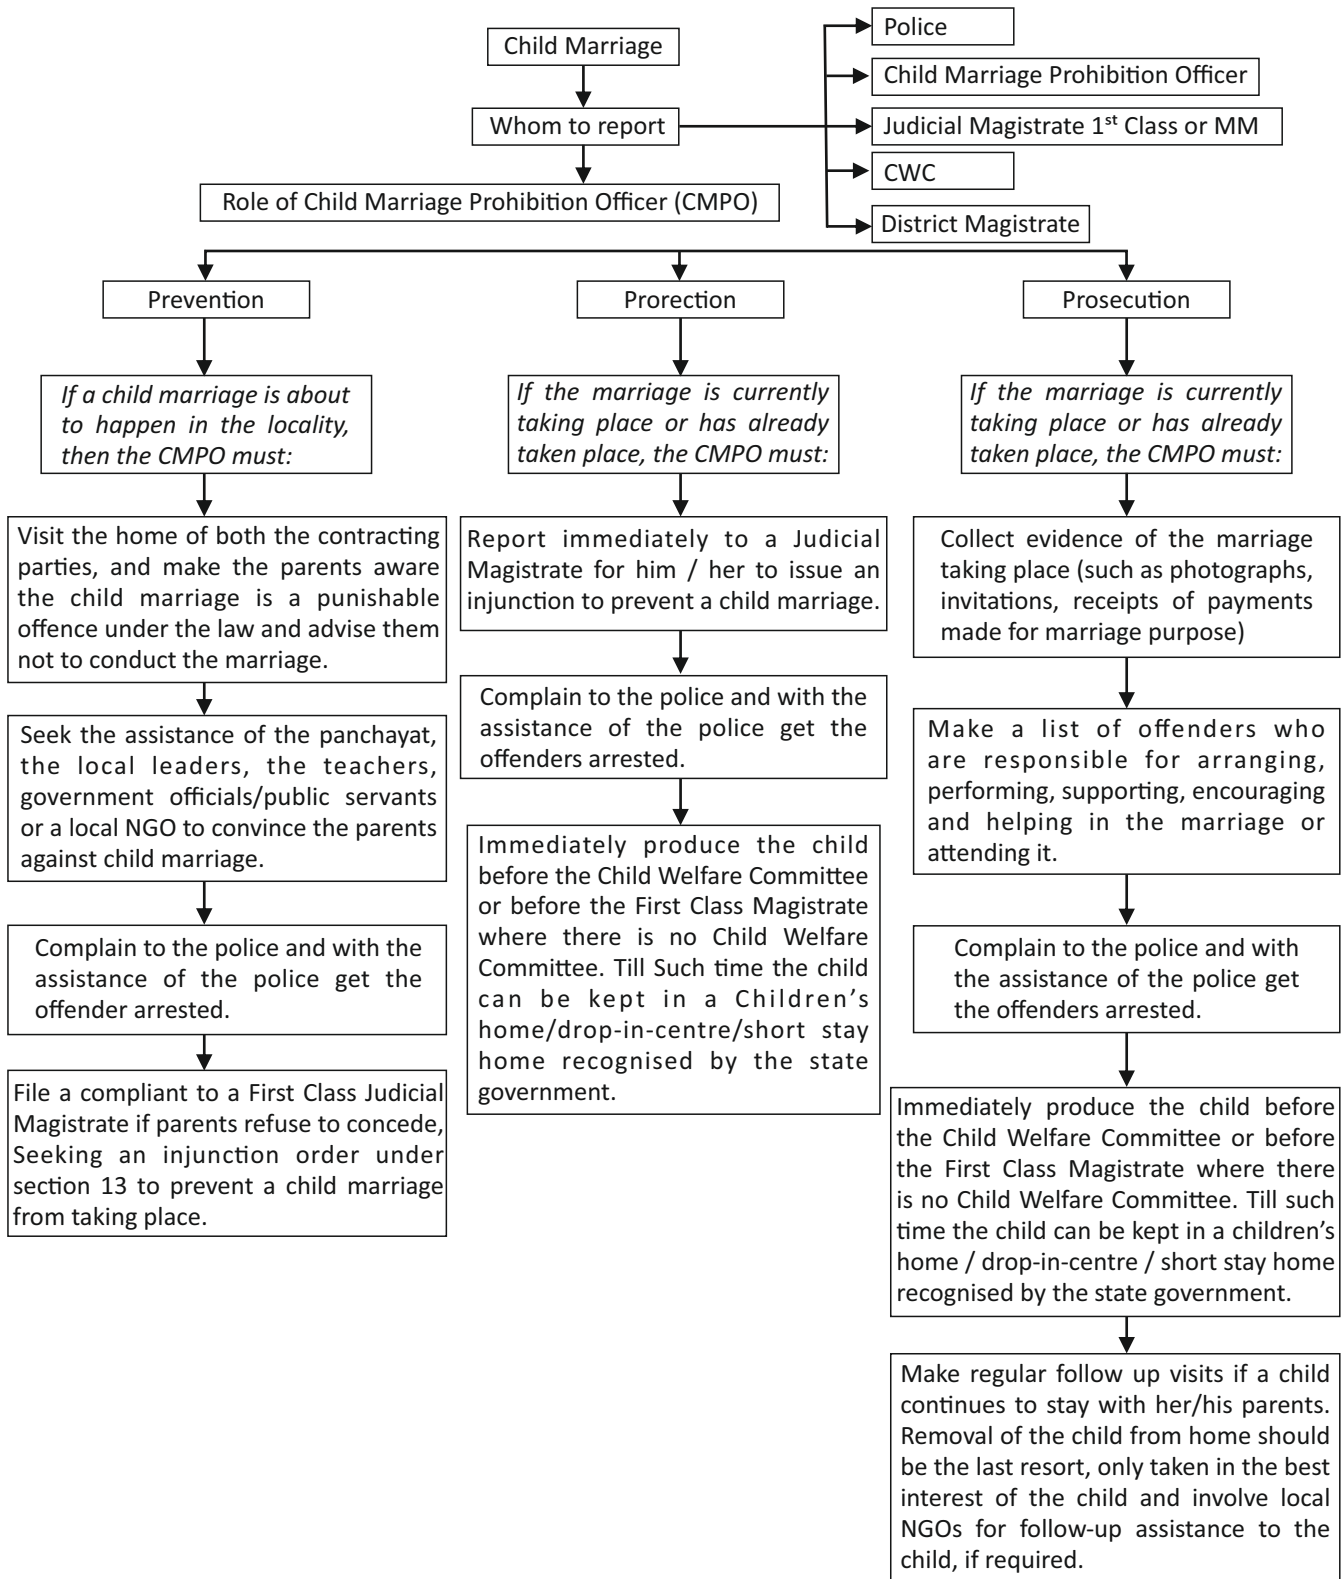 Child Marriage
Whom to report
Role of Child Marriage Prohibition Officer (CMPO)
Police
Child Marriage Prohibition Officer
Judicial Magistrate 1st Class or MM
CWC
District Magistrate
Prevention
If a child marriage is about
to happen in the locality,
then the CMPO must:
Visit the home of both the contracting
parties, and make the parents aware
the child marriage is a punishable
offence under the law and advise them
not to conduct the marriage.
Seek the assistance of the panchayat,
the local leaders, the teachers,
government officials/public servants
or a local NGO to convince the parents
against child marriage.
Complain to the police and with the
assistance of the police get the
offender arrested.
File a compliant to a First Class Judicial
Magistrate if parents refuse to concede,
Seeking an injunction order under
section 13 to prevent a child marriage
from taking place.
Prorection
If the marriage is currently
taking place or has already
taken place, the CMPO must:
Report immediately to a Judicial
Magistrate for him / her to issue an
injunction to prevent a child marriage.
Complain to the police and with the
assistance of the police get the
offenders arrested.
Immediately produce the child
before the Child Welfare Committee
or before the First Class Magistrate
where there is no Child Welfare
Committee. Till Such time the child
can be kept in a Children's
home/drop-in-centre/short stay
home recognised by the state
government.
Prosecution
If the marriage is currently
taking place or has already
taken place, the CMPO must:
Collect evidence of the marriage
taking place (such as photographs,
invitations, receipts of payments
made for marriage purpose)
Make a list of offenders who
are responsible for arranging,
performing, supporting, encouraging
and helping in the marriage or
attending it.
Complain to the police and with
the assistance of the police get
the offenders arrested.
Immediately produce the child before
the Child Welfare Committee or before
the First Class Magistrate where there
is no Child Welfare Committee. Till such
time the child can be kept in a children's
home / drop-in-centre / short stay home
recognised by the state government.
Make regular follow up visits if a child
continues to stay with her/his parents.
Removal of the child from home should
be the last resort, only taken in the best
interest of the child and involve local
NGOs for follow-up assistance to the
child, if required.